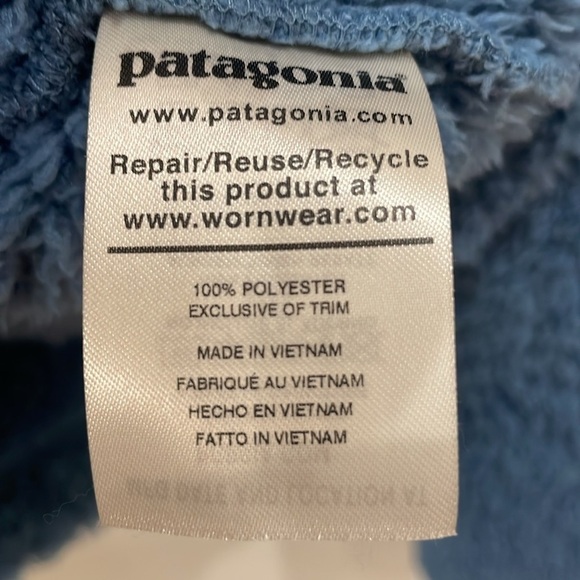 patagonia®
www.patagonia.com
Repair/Reuse/Recycle
this product at
www.wornwear.com
100% POLYESTER
EXCLUSIVE OF TRIM
MADE IN VIETNAM
FABRIQUÉ AU VIETNAM
HECHO EN VIETNAM
FATTO IN VIETNAM